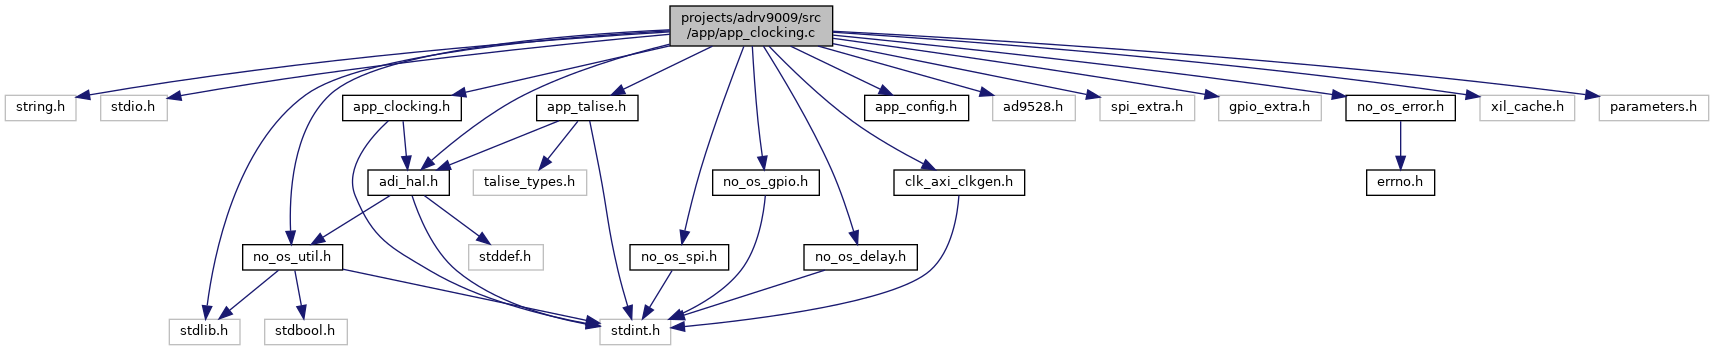 projects/adrv9009/src
/app/app_clocking.c
string.h
stdio.h
app_clocking.h
app_talise.h
app_config.h
ad9528.h
spi_extra.h
gpio_extra.h
no_os_error.h
xil_cache.h
parameters.h
adi_hal.h
talise_types.h
no_os_gpio.h
clk_axi_clkgen.h
errno.h
no_os_util.h
stddef.h
no_os_spi.h
no_os_delay.h
stdlib.h
stdbool.h
stdint.h